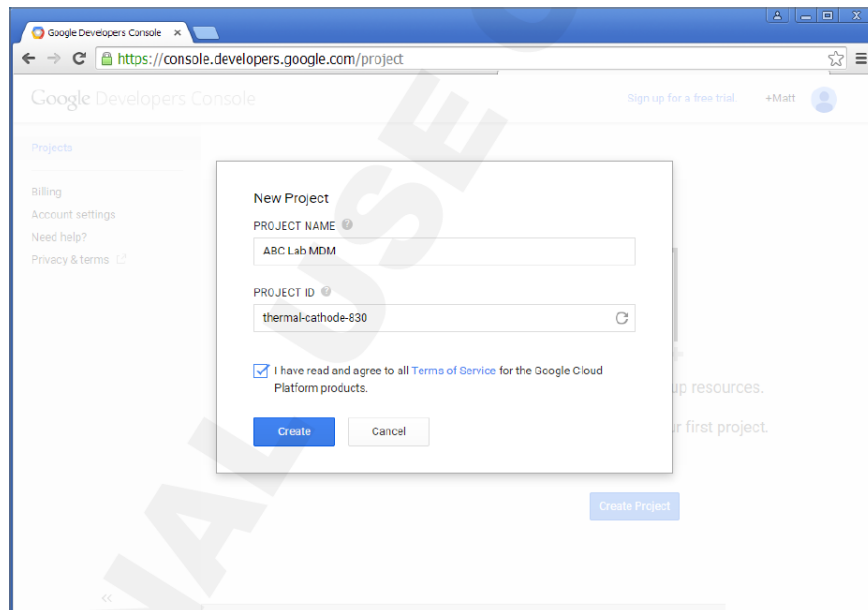 Google Developers Console
https://console.developers.google.com/project
Google Developers Console
Sign up for a free trial
+Matt
Projects
Billing
Account settings
Need help?
Privacy & terms
New Project
PROJECT NAME
ABC Lab MDM
PROJECT ID
thermal-cathode-830
I have read and agree to all Terms of Service for the Google Cloud
Platform products.
Create
Cancel
up resources.
ur first project.
Create Project
NAL USE